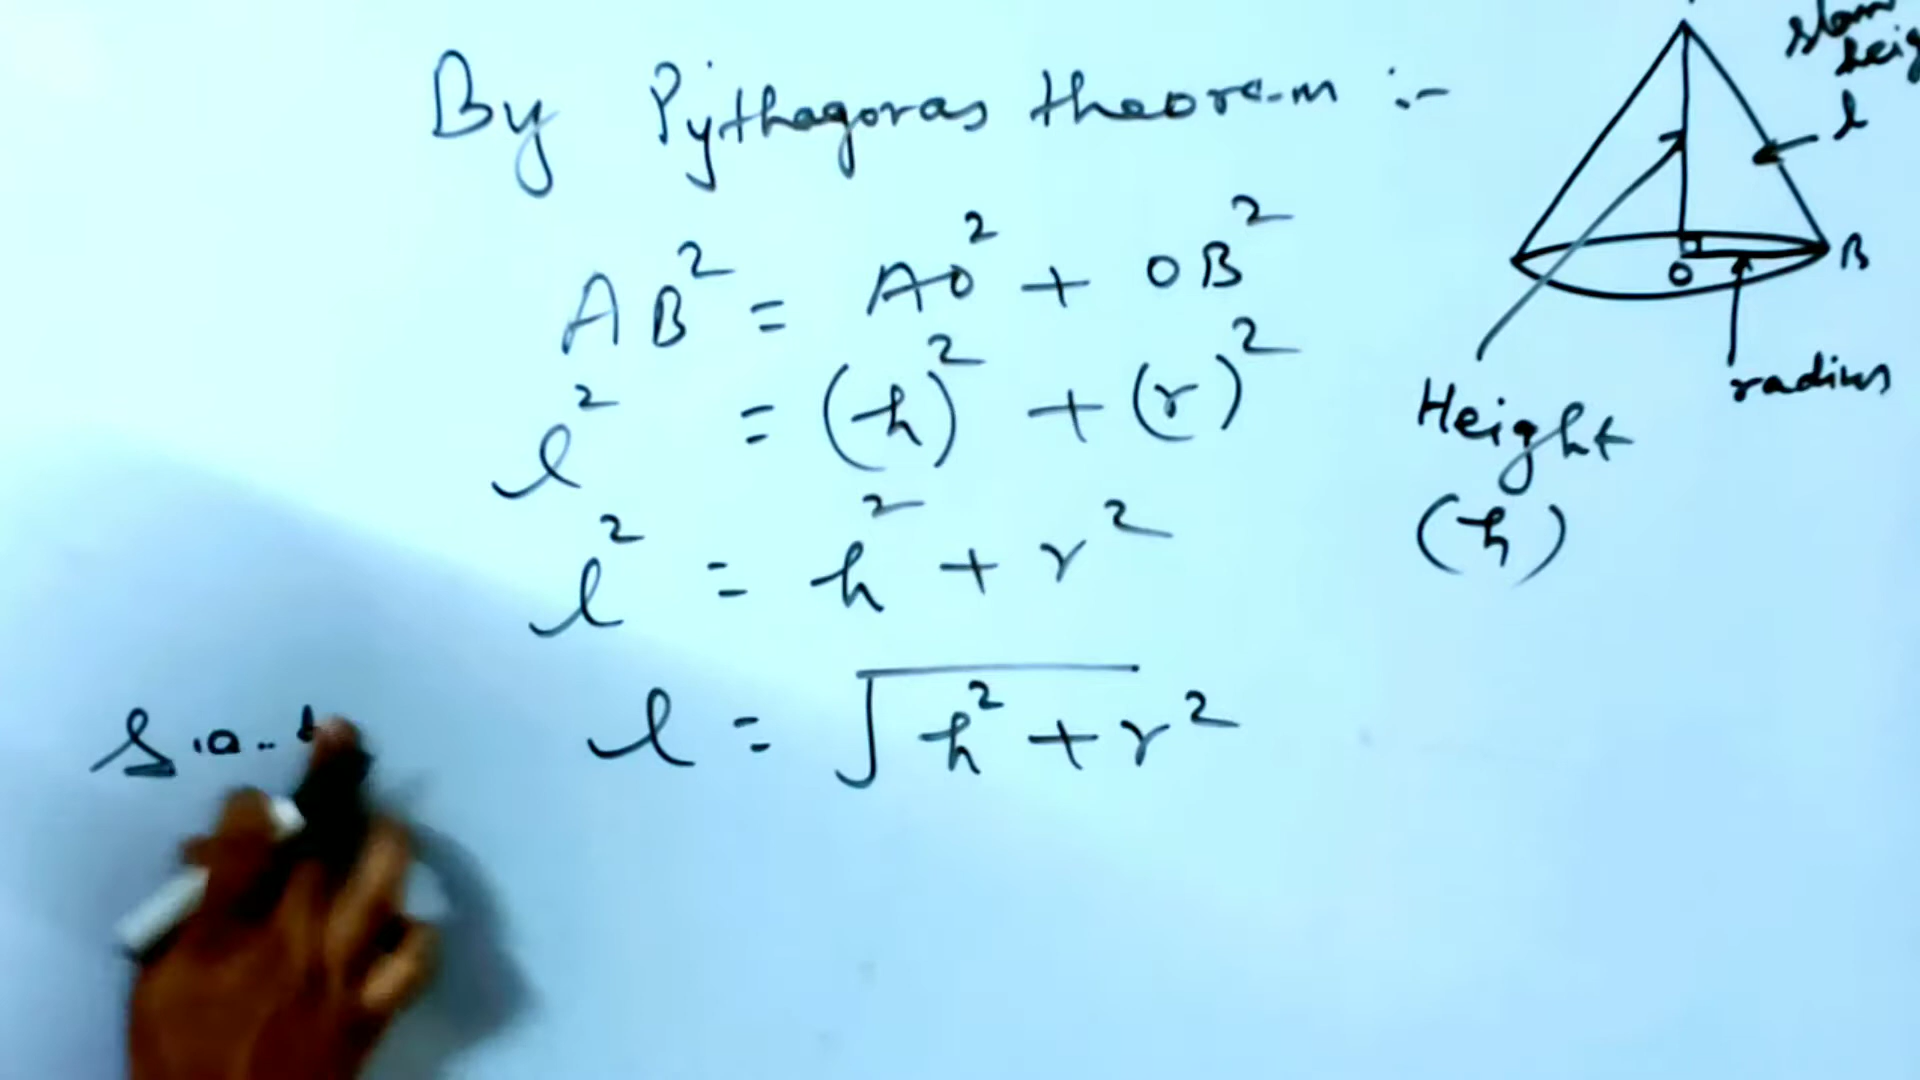 By Pythagoras theorem :-
AB² = AO² + OB²
l² = (h)² + (r)²
l² = h² + r²
l = √h² + r²
l
B
O
radius
Height
(h)